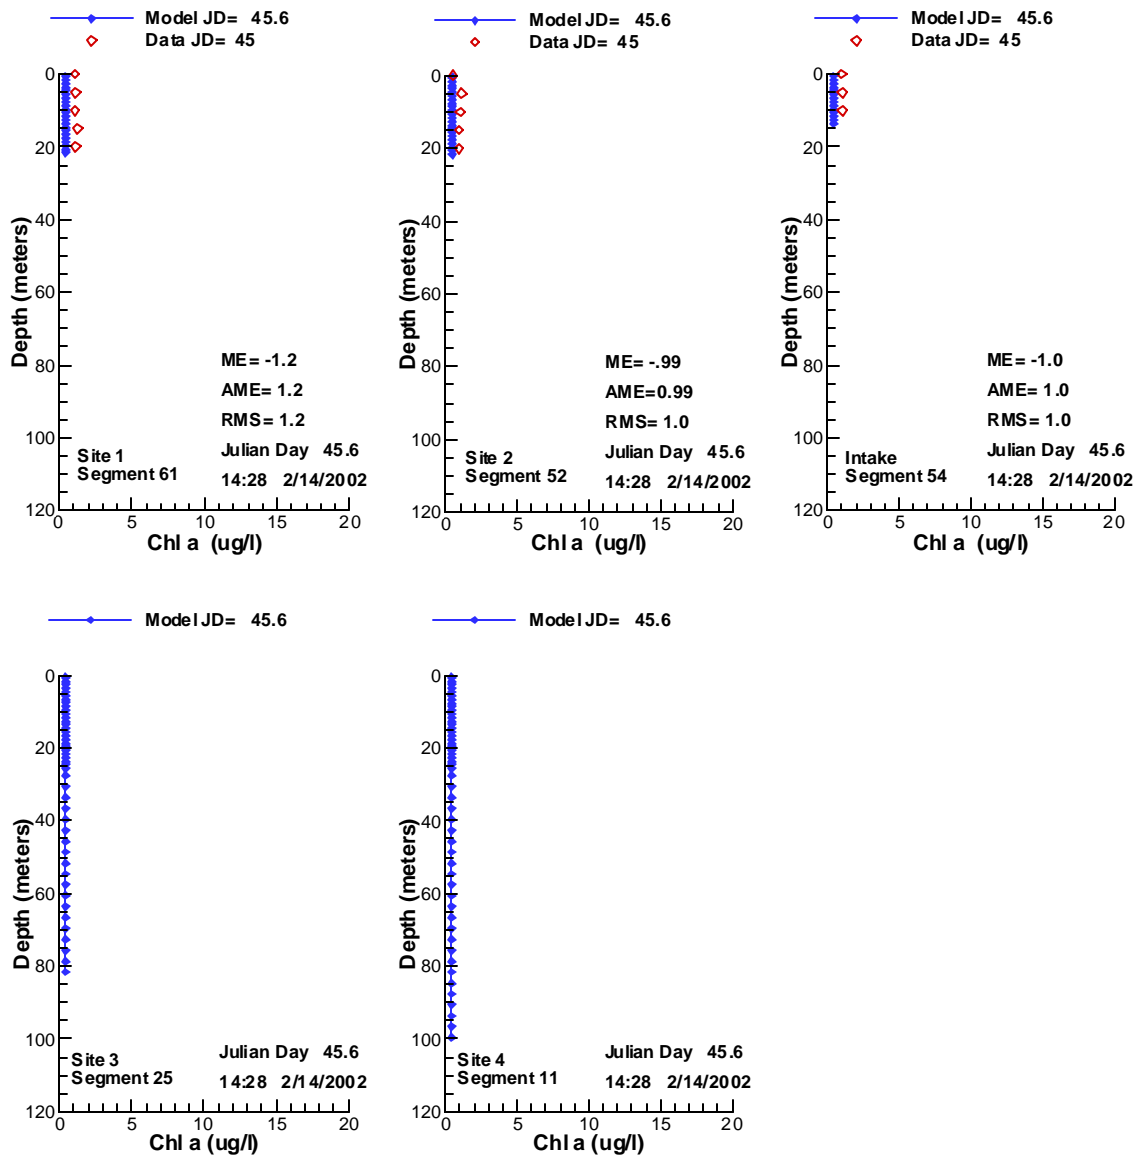 Model JD= 45.6
Data JD= 45
0
20
40
60
80
100
120
Depth (meters)
ME= -1.2
AME= 1.2
RMS= 1.2
Julian Day 45.6
14:28 2/14/2002
Site 1
Segment 61
0 5 10 15 20
Chl a (ug/l)
Model JD= 45.6
Data JD= 45
0
20
40
60
80
100
120
Depth (meters)
ME= -.99
AME=0.99
RMS= 1.0
Julian Day 45.6
14:28 2/14/2002
Site 2
Segment 52
0 5 10 15 20
Chl a (ug/l)
Model JD= 45.6
Data JD= 45
0
20
40
60
80
100
120
Depth (meters)
ME= -1.0
AME= 1.0
RMS= 1.0
Julian Day 45.6
14:28 2/14/2002
Intake
Segment 54
0 5 10 15 20
Chl a (ug/l)
Model JD= 45.6
0
20
40
60
80
100
120
Depth (meters)
Site 3
Segment 25
Julian Day 45.6
14:28 2/14/2002
0 5 10 15 20
Chl a (ug/l)
Model JD= 45.6
0
20
40
60
80
100
120
Depth (meters)
Site 4
Segment 11
Julian Day 45.6
14:28 2/14/2002
0 5 10 15 20
Chl a (ug/l)